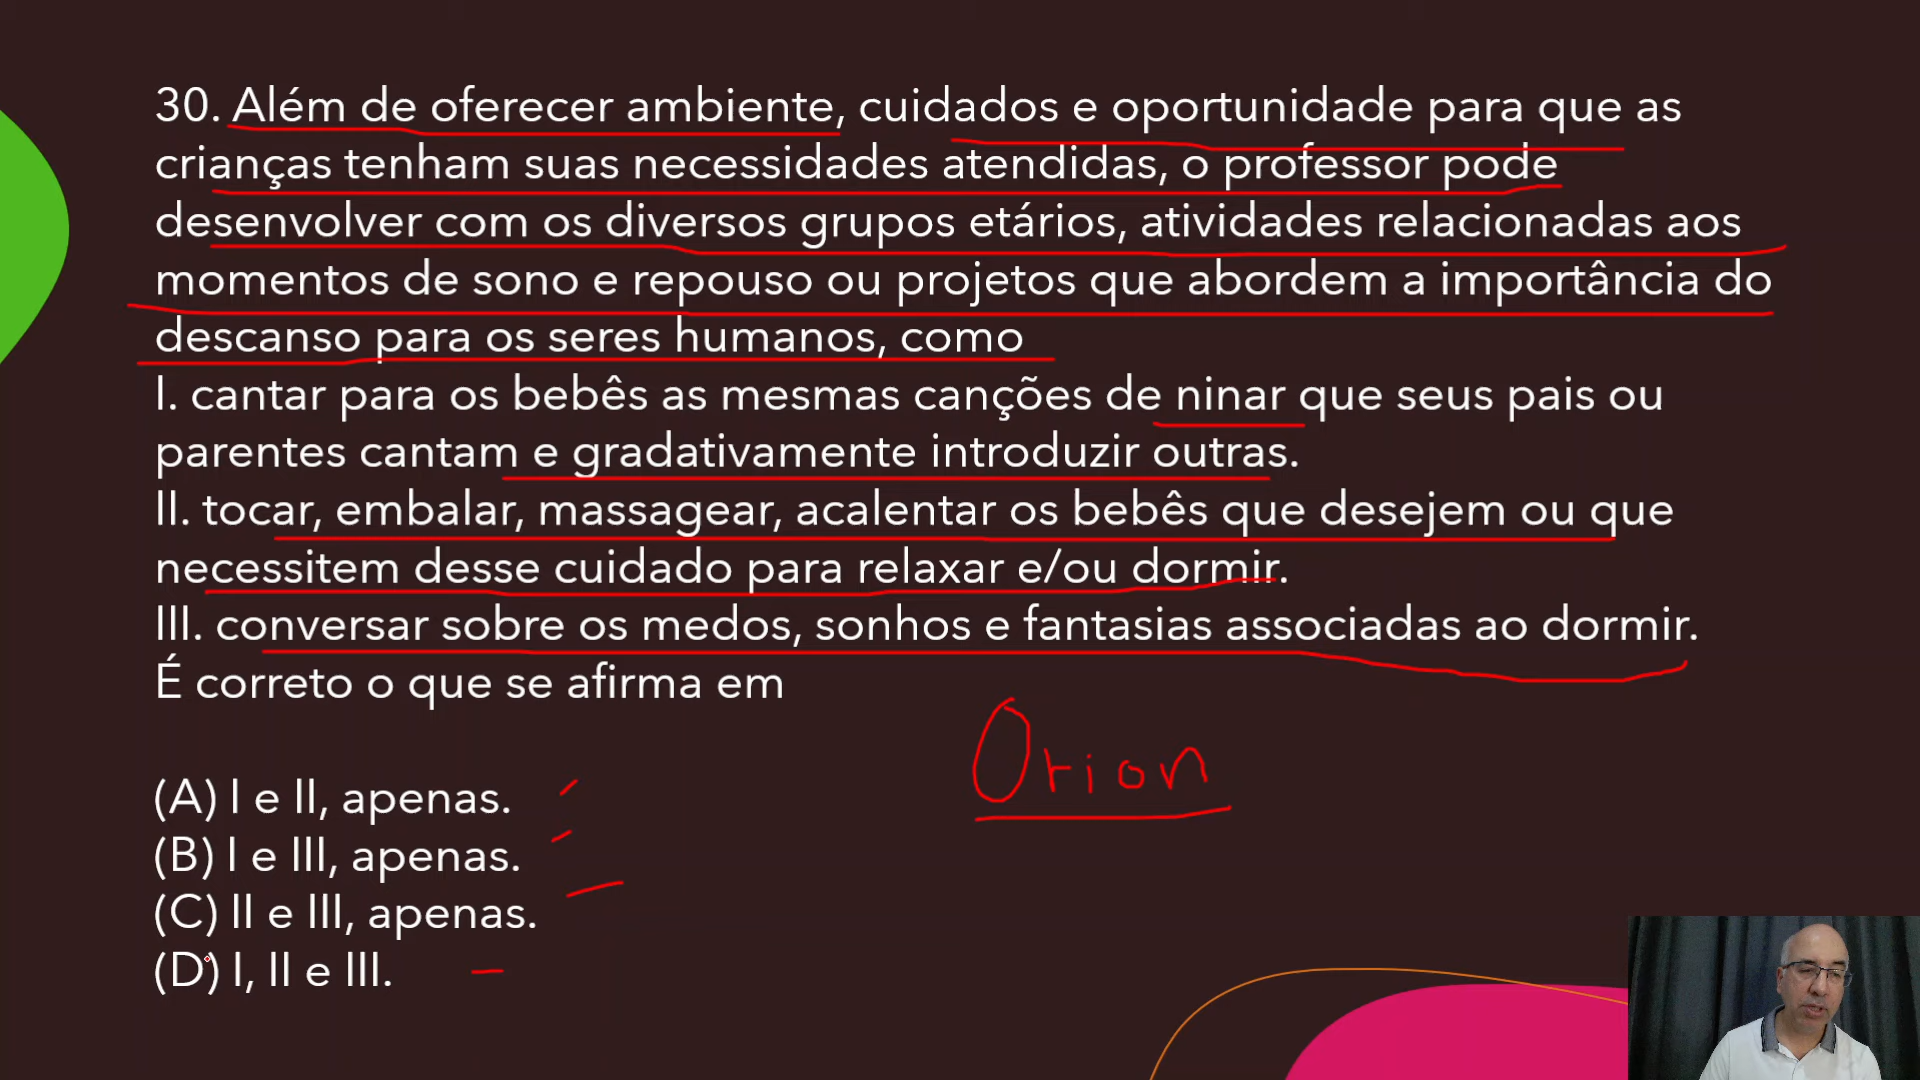 30. Além de oferecer ambiente, cuidados e oportunidade para que as
crianças tenham suas necessidades atendidas, o professor pode
desenvolver com os diversos grupos etários, atividades relacionadas aos
momentos de sono e repouso ou projetos que abordem a importância do
descanso para os seres humanos, como
I. cantar para os bebês as mesmas canções de ninar que seus pais ou
parentes cantam e gradativamente introduzir outras.
II. tocar, embalar, massagear, acalentar os bebês que desejem ou que
necessitem desse cuidado para relaxar e/ou dormir.
III. conversar sobre os medos, sonhos e fantasias associadas ao dormir.
É correto o que se afirma em
Orion
(A) I e II, apenas.
(B) I e III, apenas.
(C) II e III, apenas.
(D) I, II e III.